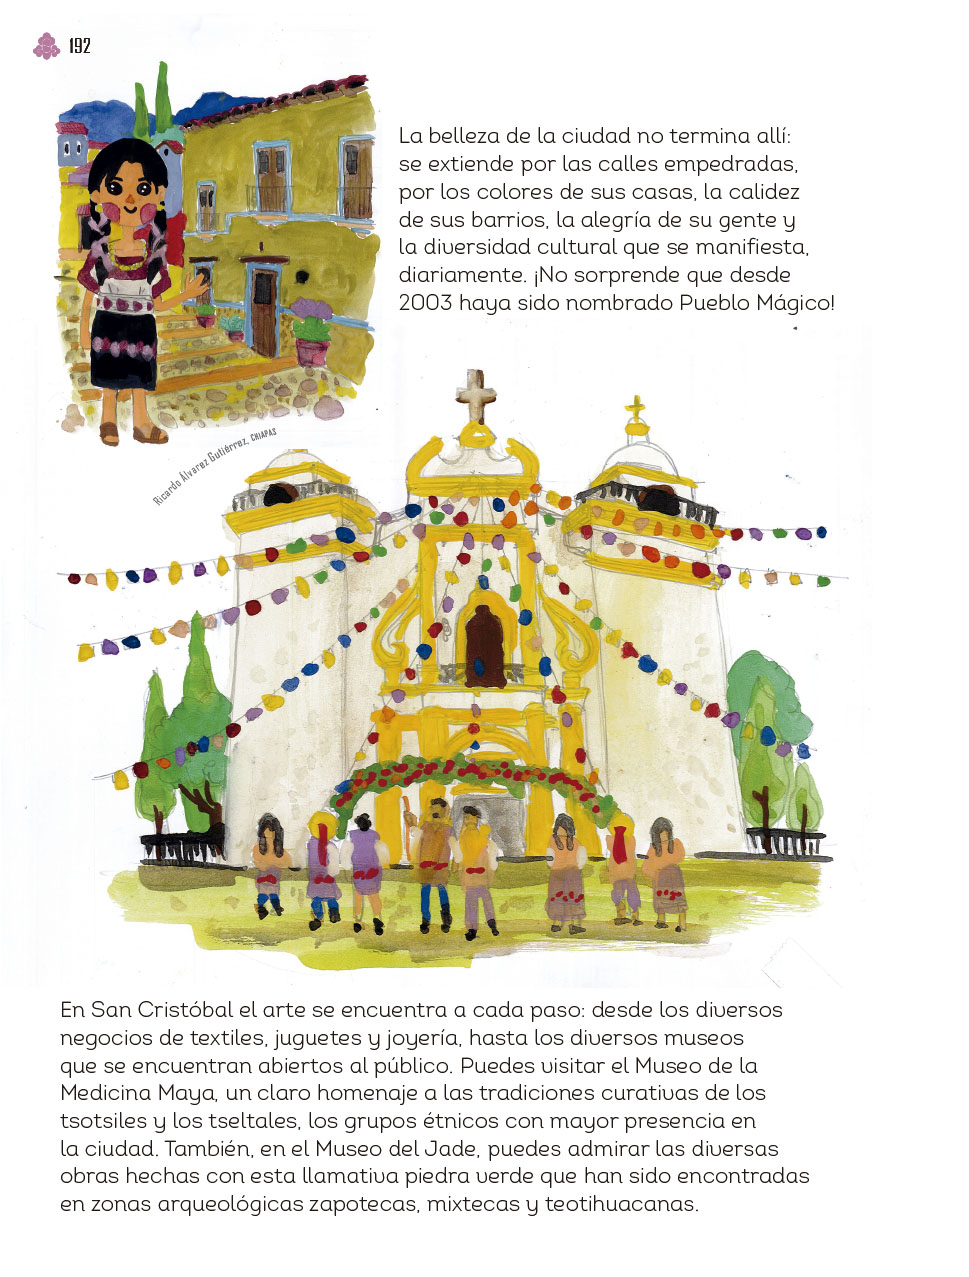 192
La belleza de la ciudad no termina allí:
se extiende por las calles empedradas,
por los colores de sus casas, la calidez
de sus barrios, la alegría de su gente y
la diversidad cultural que se manifiesta,
diariamente. ¡No sorprende que desde
2003 haya sido nombrado Pueblo Mágico!
Ricardo Álvarez Gutiérrez, CHIAPAS
En San Cristóbal el arte se encuentra a cada paso: desde los diversos
negocios de textiles, juguetes y joyería, hasta los diversos museos
que se encuentran abiertos al público. Puedes visitar el Museo de la
Medicina Maya, un claro homenaje a las tradiciones curativas de los
tsotsiles y los tseltales, los grupos étnicos con mayor presencia en
la ciudad. También, en el Museo del Jade, puedes admirar las diversas
obras hechas con esta llamativa piedra verde que han sido encontradas
en zonas arqueológicas zapotecas, mixtecas y teotihuacanas.